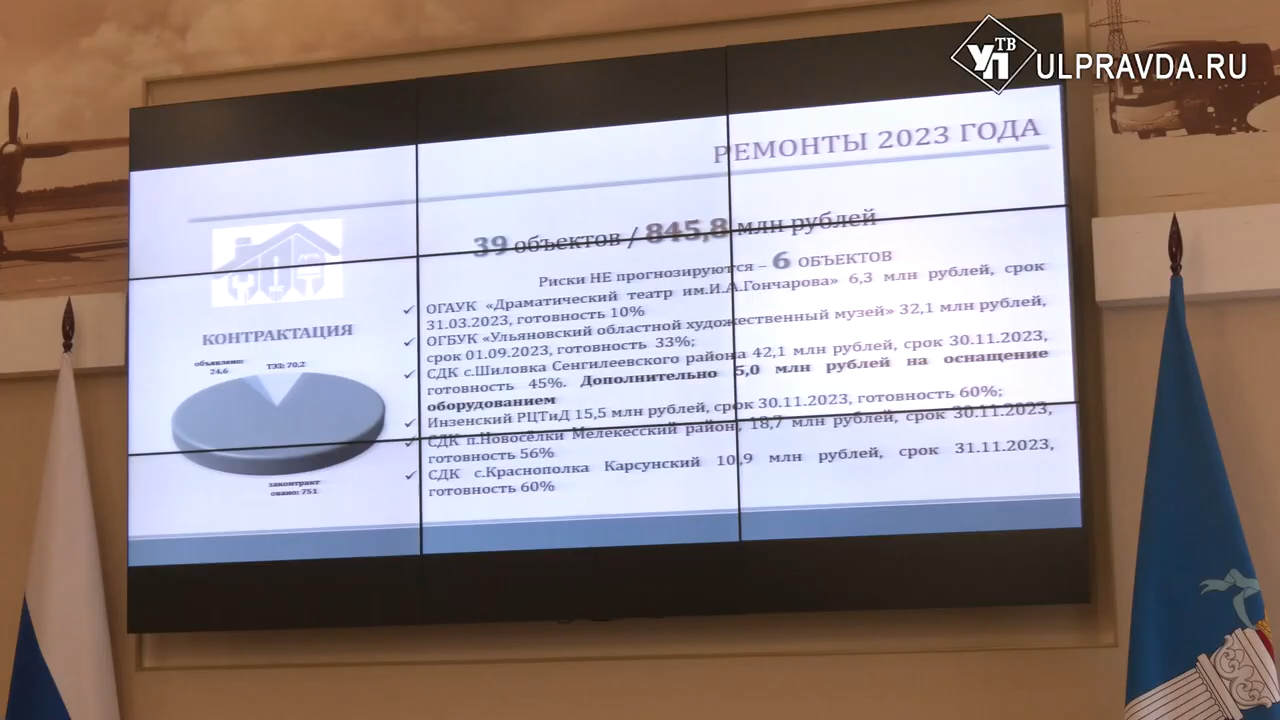 УП ТВ
ULPRAVDA.RU
РЕМОНТЫ 2023 ГОДА
39 объектов / 845,8 млн рублей
Риски НЕ прогнозируются – 6 ОБЪЕКТОВ
ОГАУК «Драматический театр им.И.А.Гончарова» 6,3 млн рублей, срок
31.03.2023, готовность 10%
ОГБУК «Ульяновский областной художественный музей» 32,1 млн рублей,
срок 01.09.2023, готовность 33%;
СДК с.Шиловка Сенгилеевского района 42,1 млн рублей, срок 30.11.2023,
готовность 45%. Дополнительно 5,0 млн рублей на оснащение
оборудованием
Инзенский РЦТиД 15,5 млн рублей, срок 30.11.2023, готовность 60%;
СДК п.Новосёлки Мелекесский район, 18,7 млн рублей, срок 30.11.2023,
готовность 56%
СДК с.Краснополка Карсунский 10,9 млн рублей, срок 31.11.2023,
готовность 60%
КОНТРАКТАЦИЯ
объявлено:
24,6
ТЭЦ: 70,2
законтракт
овано: 751